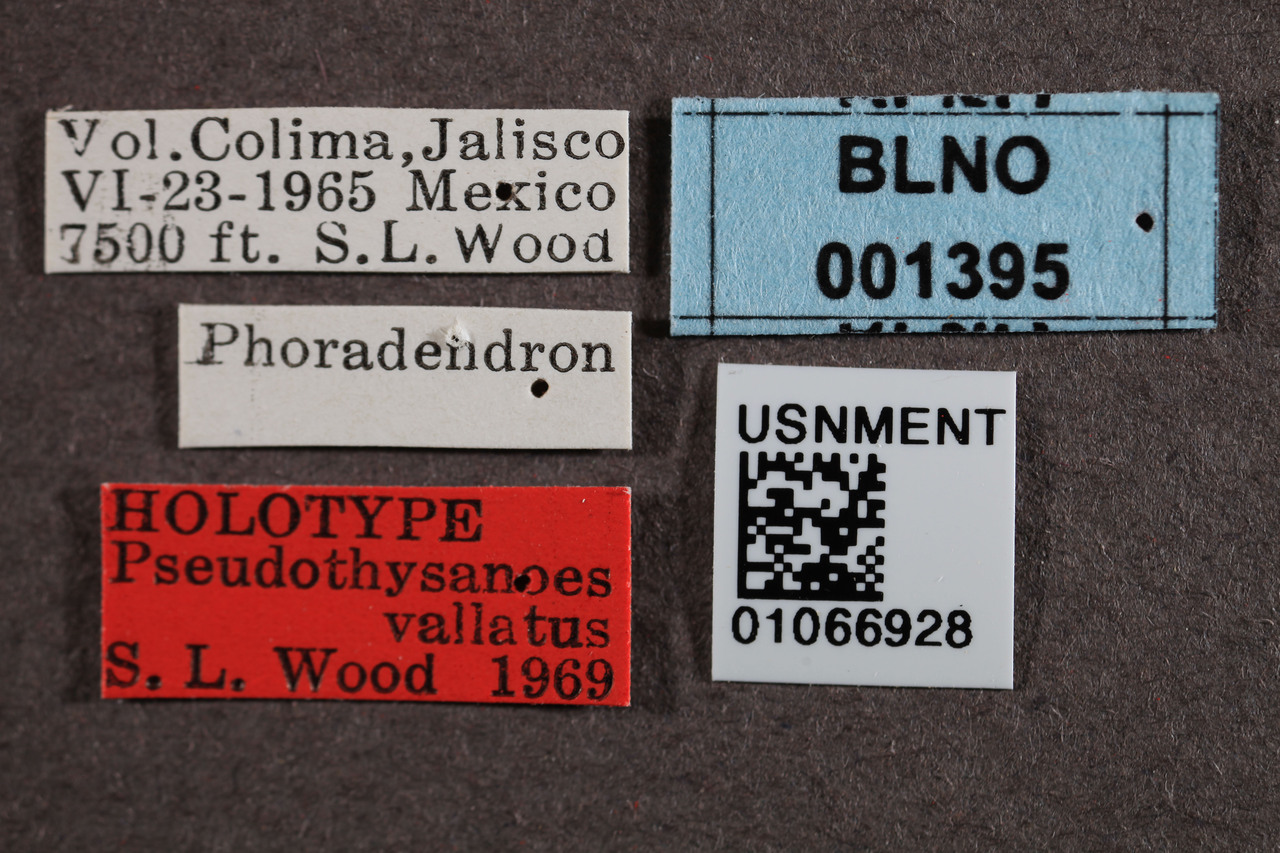 Vol. Colima, Jalisco
VI-23-1965 Mexico
7500 ft. S. L. Wood
Phoradendron
HOLOTYPE
Pseudothysanoes
vallatus
S. L. Wood 1969
BLNO
001395
USNMENT
01066928